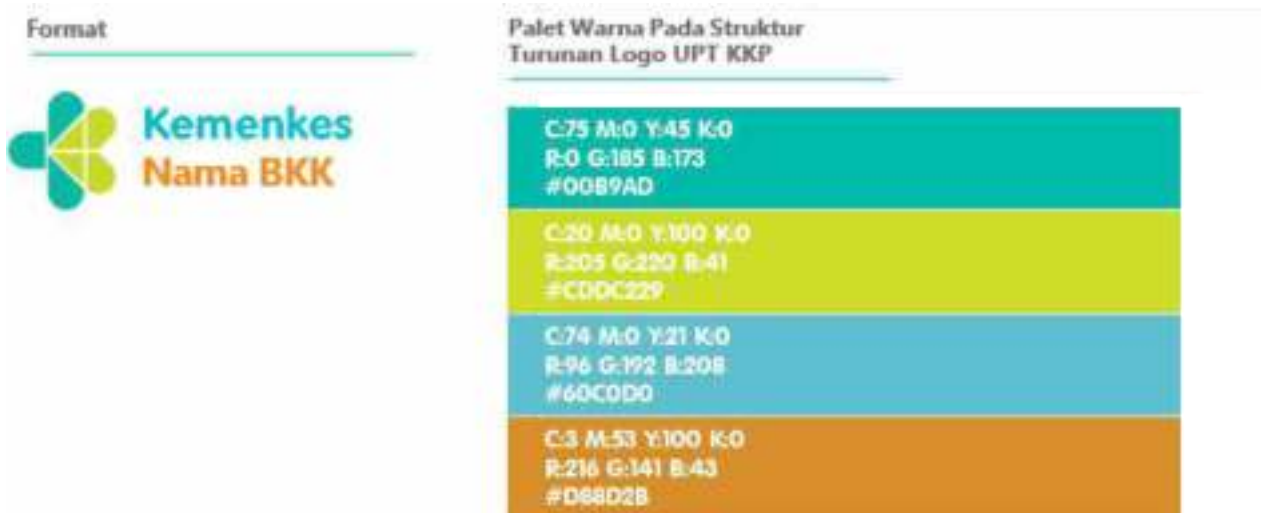 Format
Palet Warna Pada Struktur
Turunan Logo UPT KKP
Kemenkes
Nama BKK
C:75 M:0 Y:45 K:0
R:0 G:185 B:173
#00B9AD
C:20 M:0 Y:100 K:0
R:205 G:220 B:41
#CDDC229
C:74 M:0 Y:21 K:0
R:96 G:192 B:208
#60C0D0
C:3 M:53 Y:100 K:0
R:216 G:141 B:43
#D88D2B